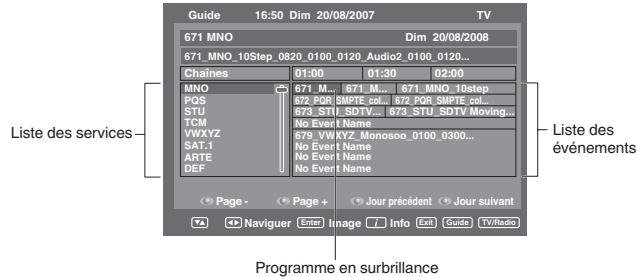 Guide 16:50 Dim 20/08/2007 TV
671 MNO Dim 20/08/2008
671_MNO_10Step_0820_0100_0120_Audio2_0100_0120...
Chaînes 01:00 01:30 02:00
MNO 671_M... 671_M... 671_MNO_10step
PQS 672_PQR_SMPTE_col... 672_PQR_SMPTE_col...
STU 673_STU_SDTV... 673_STU_SDTV Moving...
TCM No Event Name
VWXYZ 679_VWXYZ_Monosoo_0100_0300...
SAT.1 No Event Name
ARTE No Event Name
DEF No Event Name
Liste des services
Liste des événements
Page - Page + Jour précédent Jour suivant
Naviguer Enter Image i Info Exit Guide TV/Radio
Programme en surbrillance